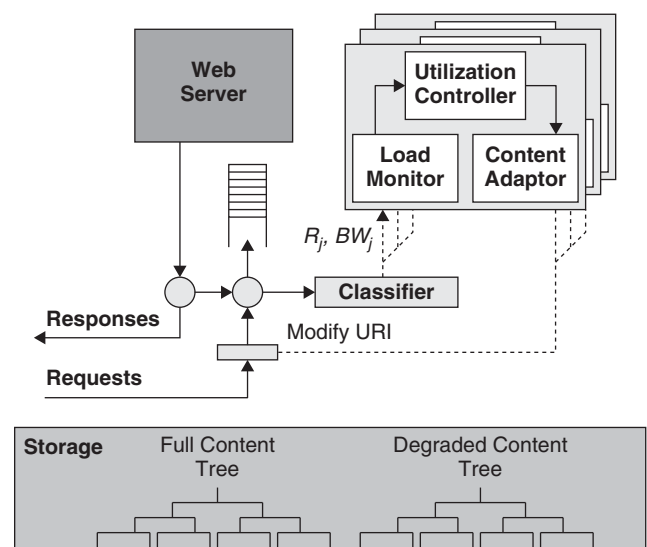 Web
Server
Utilization
Controller
Load
Monitor
Content
Adaptor
Rj, BWj
Classifier
Responses
Modify URI
Requests
Storage
Full Content
Tree
Degraded Content
Tree